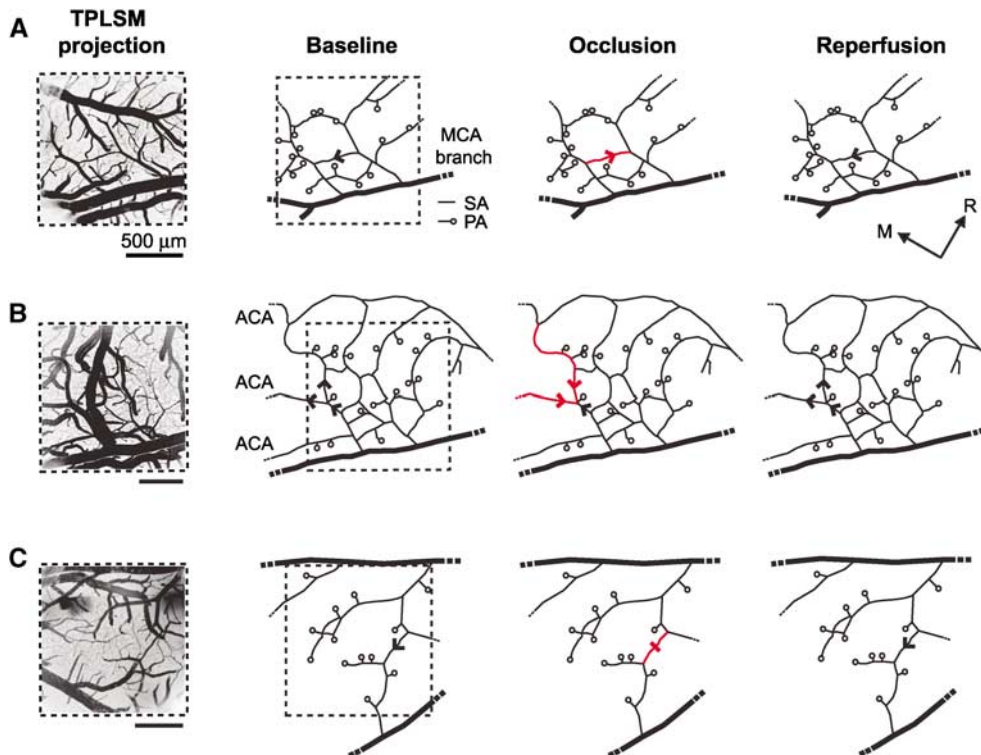 A
TPLSM
projection
Baseline
Occlusion
Reperfusion
MCA
branch
SA
PA
500 μm
M
R
B
ACA
ACA
ACA
C